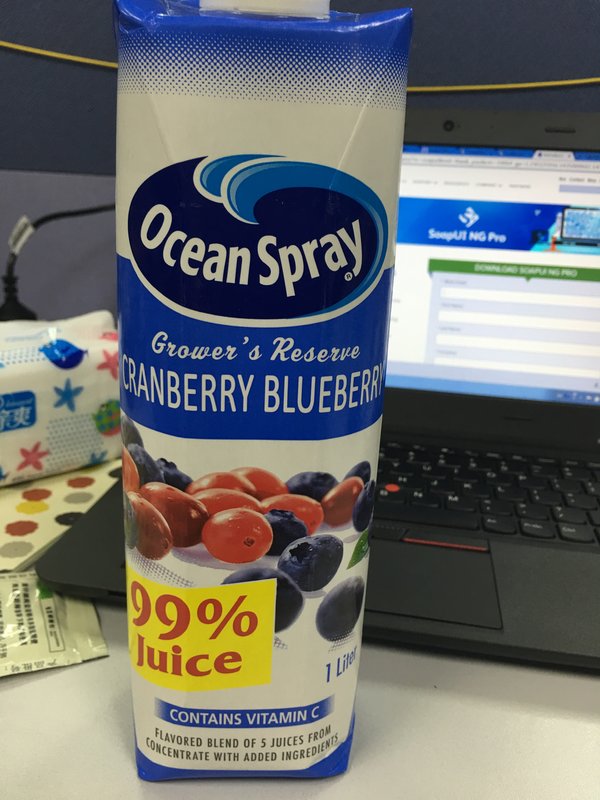 Ocean Spray®
Grower's Reserve
CRANBERRY BLUEBERRY
99%
Juice
1 Liter
CONTAINS VITAMIN C
FLAVORED BLEND OF 5 JUICES FROM
CONCENTRATE WITH ADDED INGREDIENTS
SoapUI NG Pro
DOWNLOAD SOAPUI NG PRO